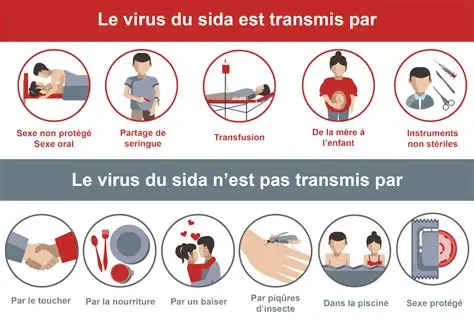 Le virus du sida est transmis par
Sexe non protégé
Sexe oral
Partage de
seringue
Transfusion
De la mère à
l'enfant
Instruments
non stériles
Le virus du sida n'est pas transmis par
Par le toucher
Par la nourriture
Par un baiser
Par piqûres
d'insecte
Dans la piscine
Sexe protégé